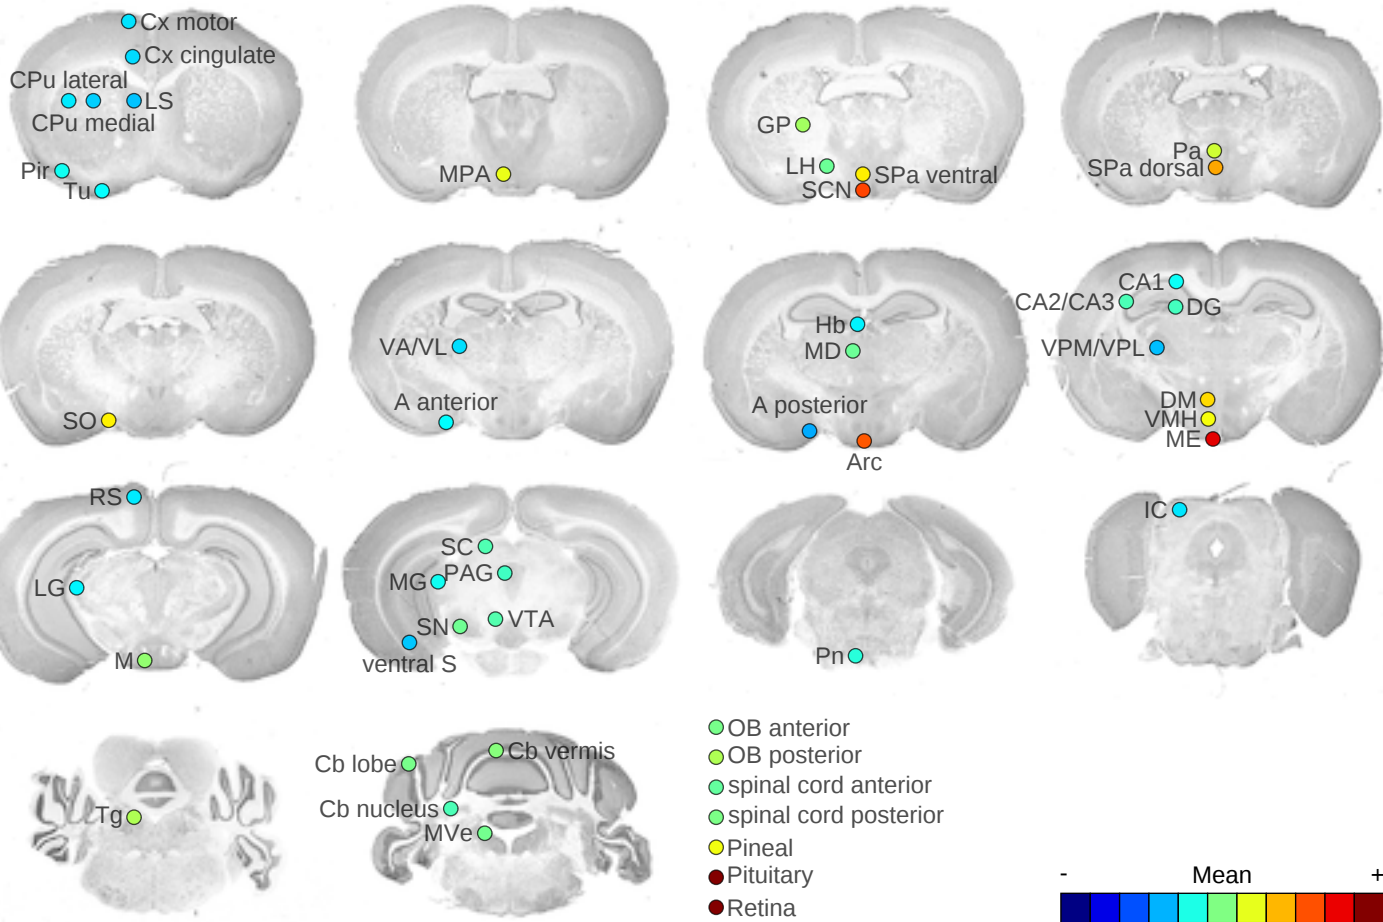 Cx motor
Cx cingulate
CPu lateral
LS
CPu medial
Pir
Tu
MPA
GP
LH
SPa ventral
SCN
Pa
SPa dorsal
SO
VA/VL
A anterior
Hb
MD
A posterior
Arc
CA1
CA2/CA3
DG
VPM/VPL
DM
VMH
ME
RS
LG
M
SC
PAG
MG
VTA
SN
ventral S
Pn
IC
Tg
Cb vermis
Cb lobe
Cb nucleus
MVe
OB anterior
OB posterior
spinal cord anterior
spinal cord posterior
Pineal
Pituitary
Retina
- Mean +